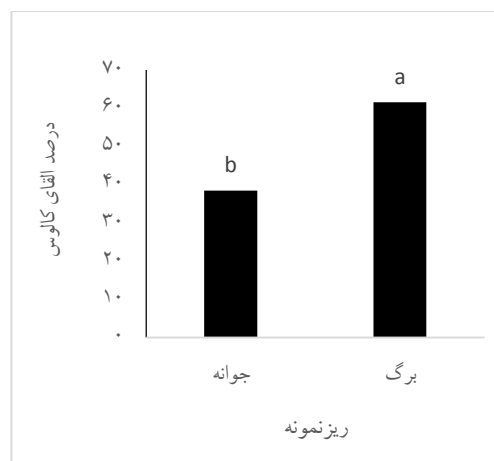 درصد القای کالوس
۷۰
۶۰
۵۰
۴۰
۳۰
۲۰
۱۰
۰
b
a
جوانه
برگ
ریزنمونه